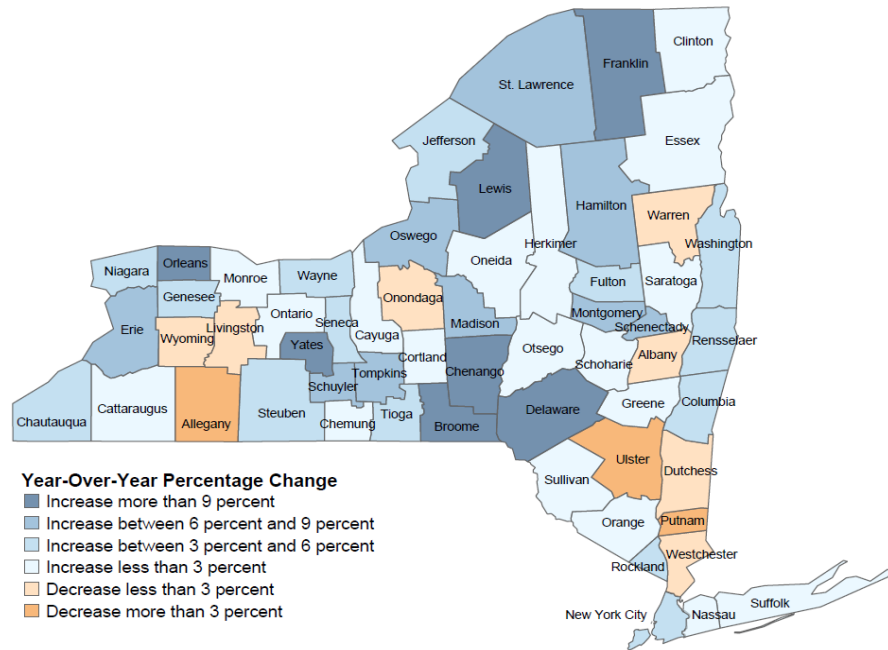 Clinton
Franklin
St. Lawrence
Essex
Jefferson
Lewis
Hamilton
Warren
Washington
Oswego
Oneida
Herkimer
Niagara
Orleans
Monroe
Wayne
Fulton
Saratoga
Genesee
Onondaga
Ontario
Seneca
Madison
Montgomery
Schenectady
Erie
Wyoming
Livingston
Cayuga
Yates
Cortland
Otsego
Schoharie
Albany
Rensselaer
Schuyler
Tompkins
Chenango
Chautauqua
Cattaraugus
Allegany
Steuben
Chemung
Tioga
Broome
Delaware
Greene
Columbia
Ulster
Dutchess
Sullivan
Orange
Putnam
Westchester
Rockland
New York City
Nassau
Suffolk
Year-Over-Year Percentage Change
Increase more than 9 percent
Increase between 6 percent and 9 percent
Increase between 3 percent and 6 percent
Increase less than 3 percent
Decrease less than 3 percent
Decrease more than 3 percent